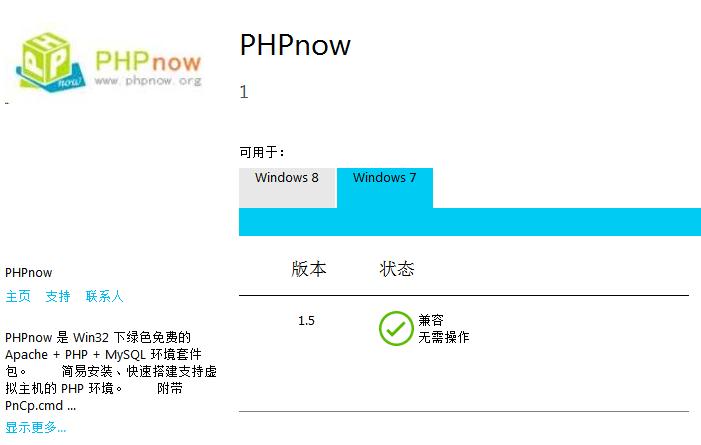 PHPnow
www.phpnow.org
PHPnow
1
可用于：
Windows 8 Windows 7
版本 状态
1.5 兼容
无需操作
PHPnow
主页 支持 联系人
PHPnow 是 Win32 下绿色免费的
Apache + PHP + MySQL 环境套件
包。 简易安装、快速搭建支持虚
拟主机的 PHP 环境。 附带
PnCp.cmd ...
显示更多...